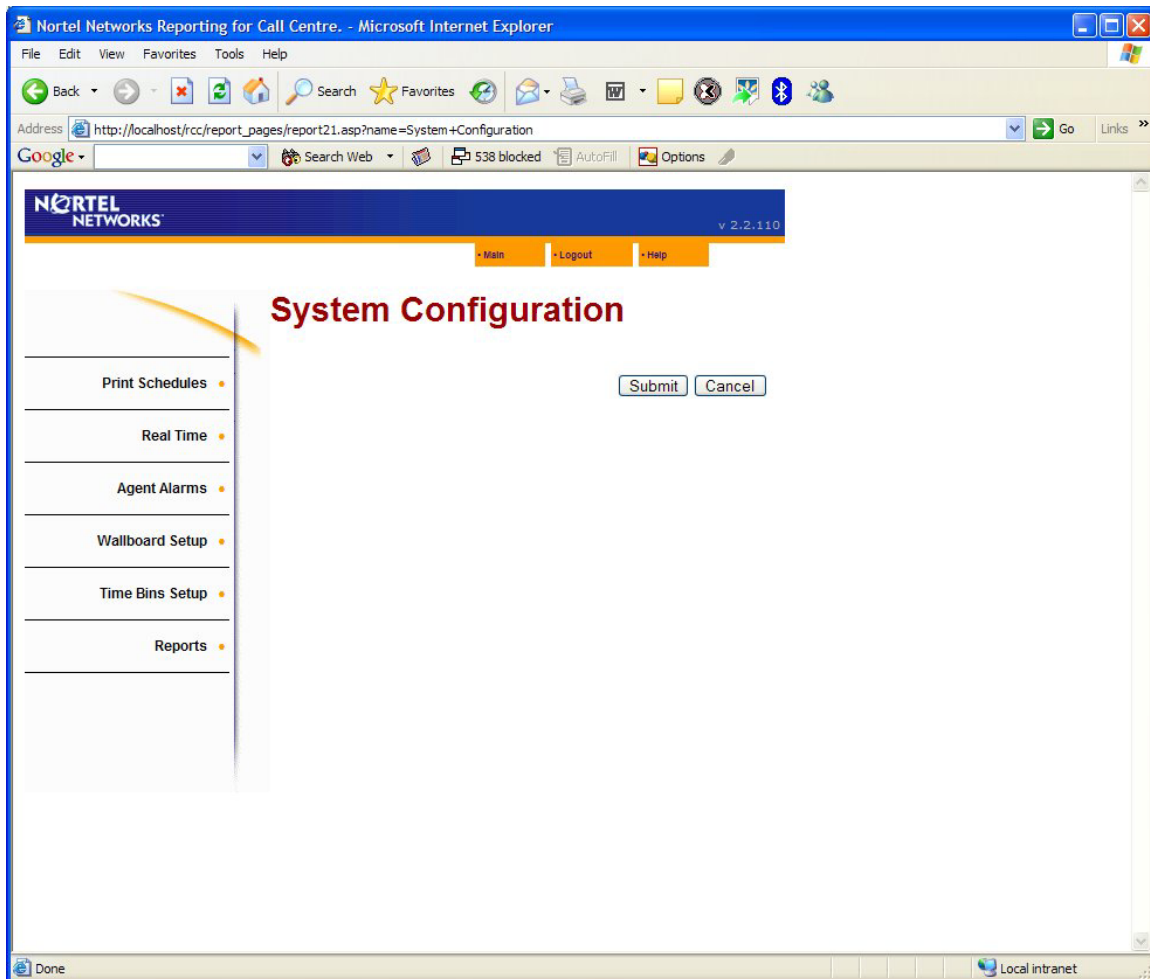 Nortel Networks Reporting for Call Centre. - Microsoft Internet Explorer
File Edit View Favorites Tools Help
Back Search Favorites
Address http://localhost/rcc/report_pages/report21.asp?name=System+Configuration Go Links »
Google Search Web 538 blocked AutoFill Options
NORTEL
NETWORKS
v 2.2.110
Main Logout Help
System Configuration
Submit Cancel
Print Schedules
Real Time
Agent Alarms
Wallboard Setup
Time Bins Setup
Reports
Done Local intranet